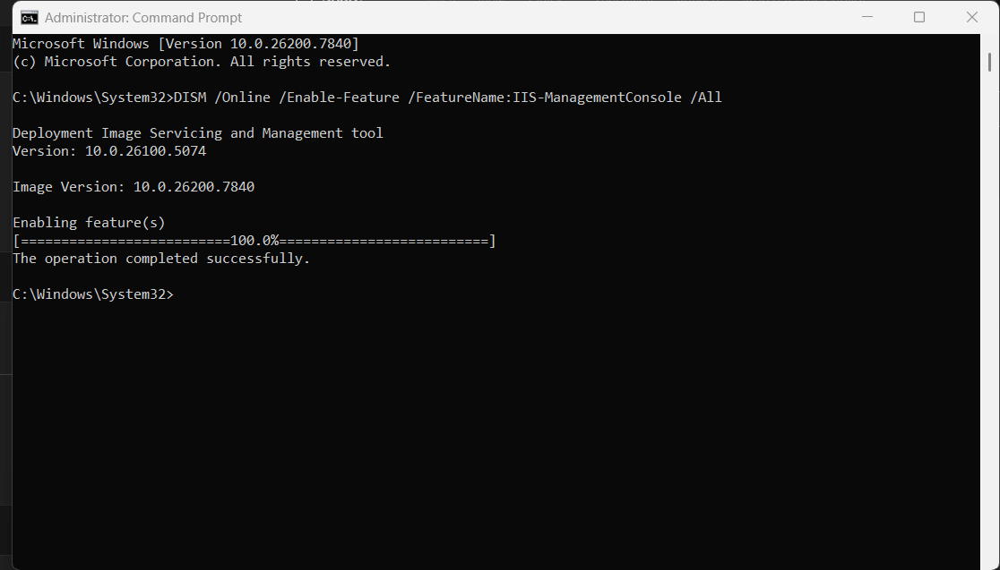 Administrator: Command Prompt
Microsoft Windows [Version 10.0.26200.7840]
(c) Microsoft Corporation. All rights reserved.
C:\Windows\System32>DISM /Online /Enable-Feature /FeatureName:IIS-ManagementConsole /All
Deployment Image Servicing and Management tool
Version: 10.0.26100.5074
Image Version: 10.0.26200.7840
Enabling feature(s)
[==========================100.0%==========================]
The operation completed successfully.
C:\Windows\System32>